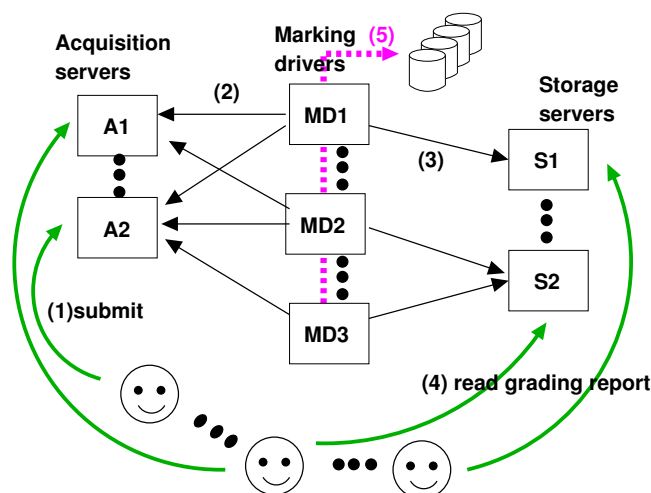 Acquisition
servers
Marking
drivers
(5)
Storage
servers
(2)
A1
MD1
(3)
S1
A2
MD2
S2
(1)submit
MD3
(4) read grading report